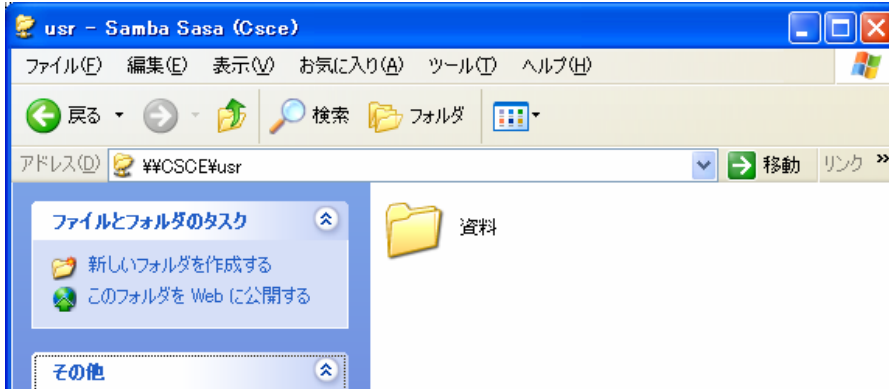 usr - Samba Sasa (Csce)
ファイル(F) 編集(E) 表示(V) お気に入り(A) ツール(T) ヘルプ(H)
戻る 検索 フォルダ
アドレス(D) ¥¥CSCE¥usr 移動 リンク »
ファイルとフォルダのタスク
資料
新しいフォルダを作成する
このフォルダを Web に公開する
その他